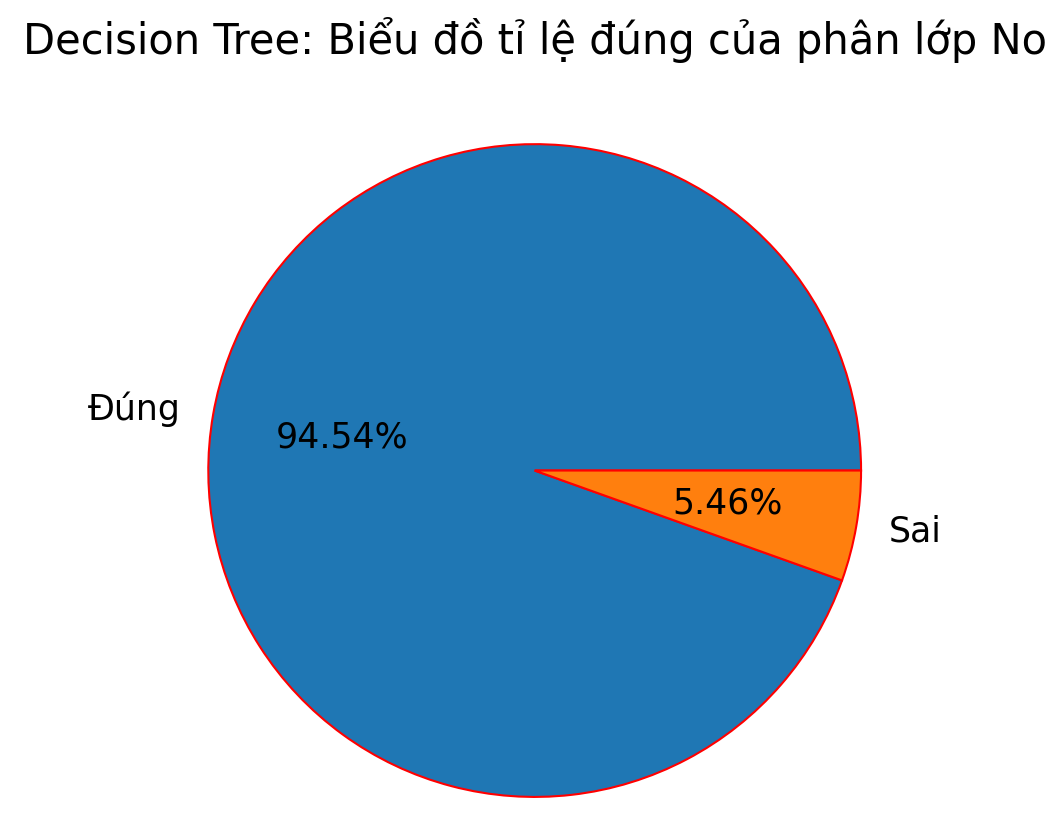 Decision Tree: Biểu đồ tỉ lệ đúng của phân lớp No
Đúng
94.54%
5.46%
Sai